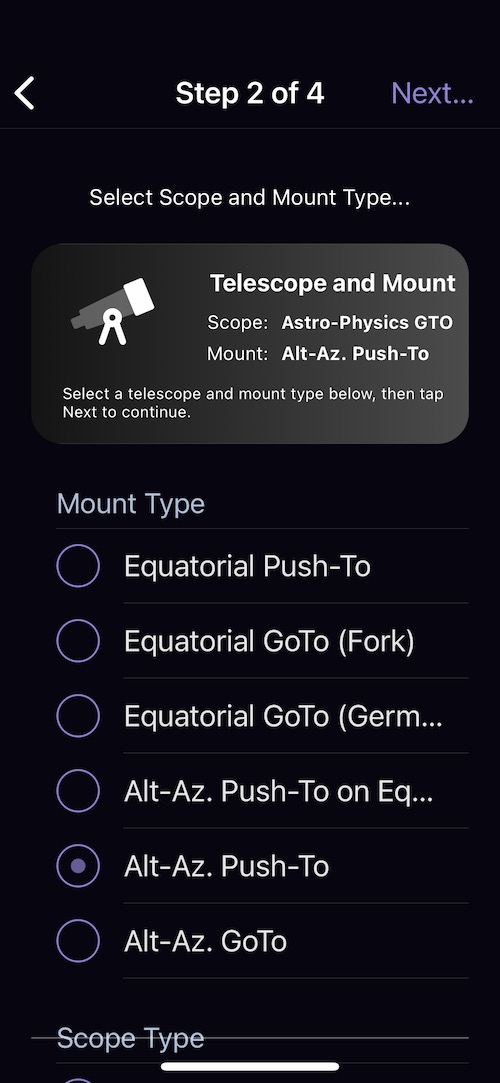 Step 2 of 4
Next...
Select Scope and Mount Type...
Telescope and Mount
Scope: Astro-Physics GTO
Mount: Alt-Az. Push-To
Select a telescope and mount type below, then tap
Next to continue.
Mount Type
Equatorial Push-To
Equatorial GoTo (Fork)
Equatorial GoTo (Germ...
Alt-Az. Push-To on Eq...
Alt-Az. Push-To
Alt-Az. GoTo
Scope Type